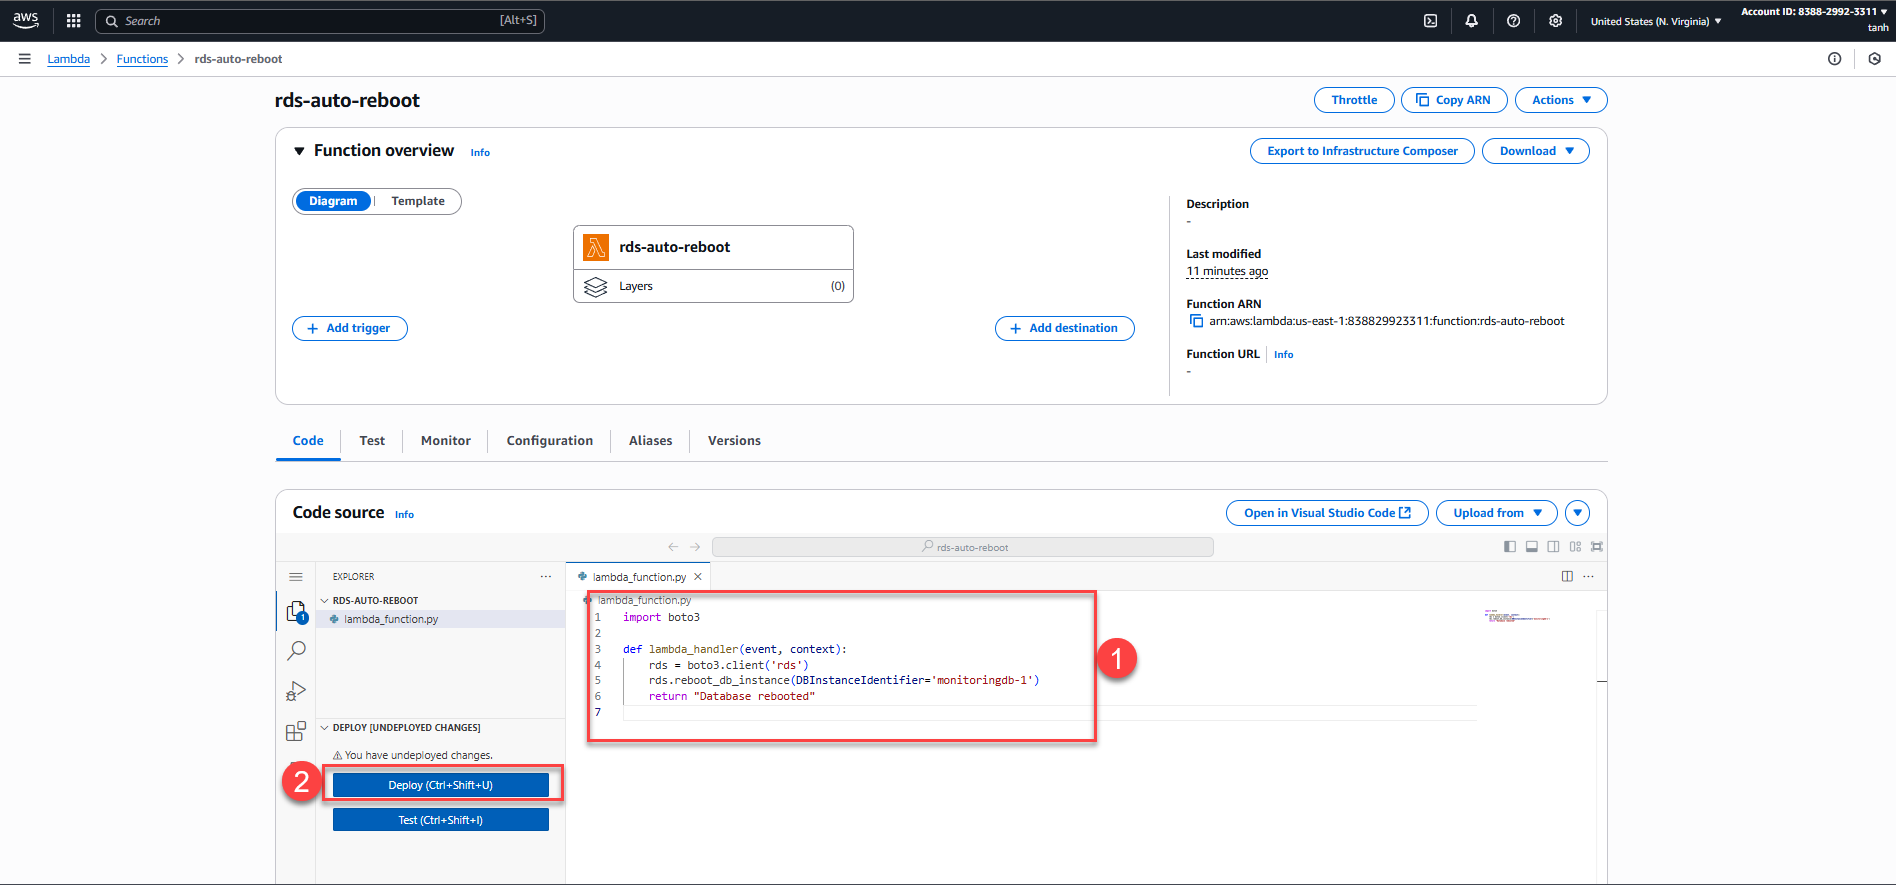 aws
Search [Alt+S]
United States (N. Virginia)
Account ID: 8388-2992-3311
tanh
Lambda
Functions
rds-auto-reboot
rds-auto-reboot
Throttle
Copy ARN
Actions
Function overview
Info
Export to Infrastructure Composer
Download
Diagram
Template
rds-auto-reboot
Layers
(0)
Add trigger
Add destination
Description
-
Last modified
11 minutes ago
Function ARN
arn:aws:lambda:us-east-1:838829923311:function:rds-auto-reboot
Function URL
Info
-
Code
Test
Monitor
Configuration
Aliases
Versions
Code source
Info
Open in Visual Studio Code
Upload from
rds-auto-reboot
EXPLORER
RDS-AUTO-REBOOT
lambda_function.py
1
DEPLOY [UNDEPLOYED CHANGES]
You have undeployed changes.
2
Deploy (Ctrl+Shift+U)
Test (Ctrl+Shift+I)
lambda_function.py
lambda_function.py
1 import boto3
2
3 def lambda_handler(event, context):
4 rds = boto3.client('rds')
5 rds.reboot_db_instance(DBInstanceIdentifier='monitoringdb-1')
6 return "Database rebooted"
7
1